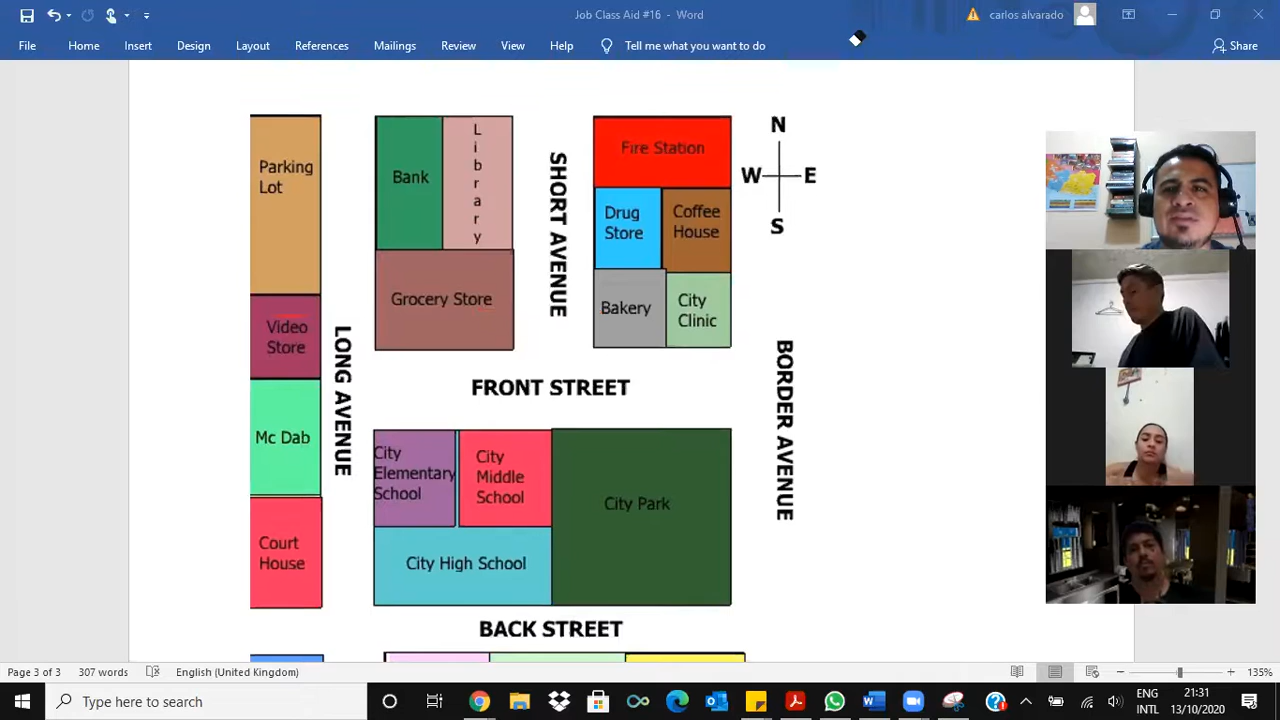 Job Class Aid #16 - Word
carlos alvarado
File Home Insert Design Layout References Mailings Review View Help Tell me what you want to do Share
Parking
Lot
Bank
Library
SHORT AVENUE
Fire Station
N
W E
S
Drug
Store
Coffee
House
Grocery Store
Bakery
City
Clinic
Video
Store
LONG AVENUE
FRONT STREET
BORDER AVENUE
Mc Dab
City
Elementary
School
City
Middle
School
City Park
Court
House
City High School
BACK STREET
Page 3 of 3 307 words English (United Kingdom) 135%
Type here to search
ENG
INTL
21:31
13/10/2020